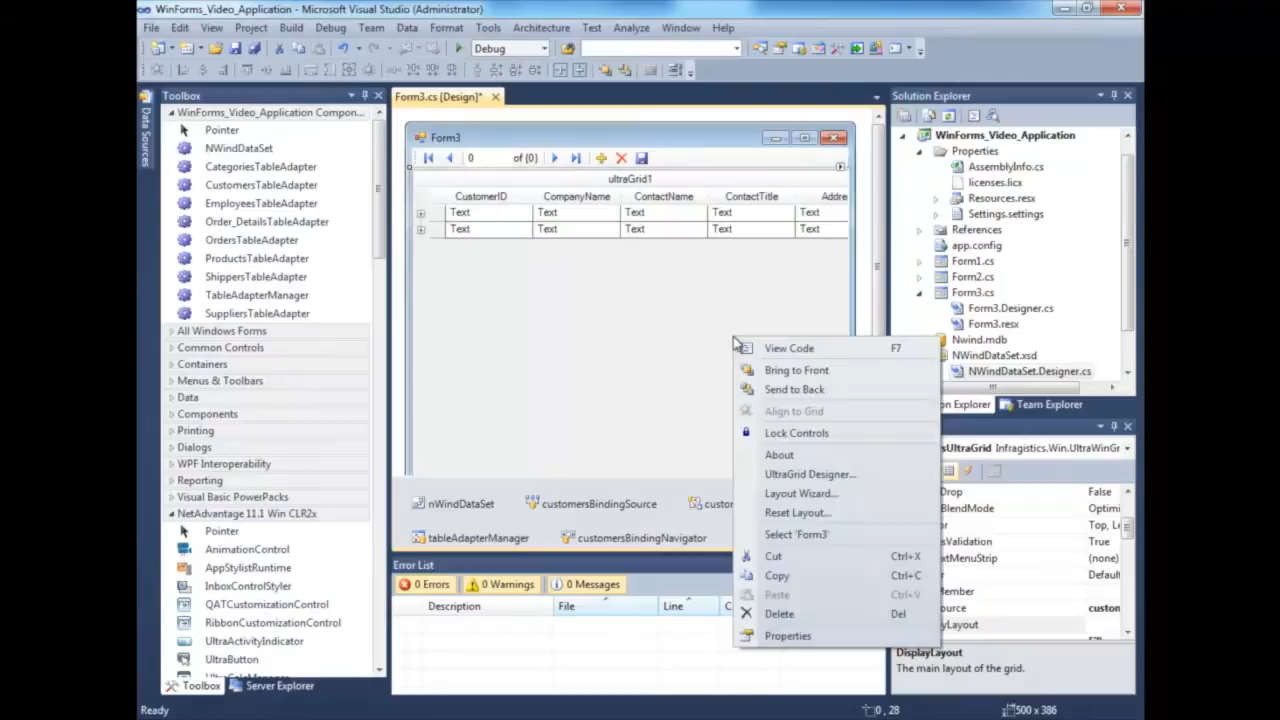 WinForms_Video_Application - Microsoft Visual Studio (Administrator)
File Edit View Project Build Debug Team Data Format Tools Architecture Test Analyze Window Help
Debug
Data Sources
Toolbox
WinForms_Video_Application Compon...
Pointer
NWindDataSet
CategoriesTableAdapter
CustomersTableAdapter
EmployeesTableAdapter
Order_DetailsTableAdapter
OrdersTableAdapter
ProductsTableAdapter
ShippersTableAdapter
TableAdapterManager
SuppliersTableAdapter
All Windows Forms
Common Controls
Containers
Menus & Toolbars
Data
Components
Printing
Dialogs
WPF Interoperability
Reporting
Visual Basic PowerPacks
NetAdvantage 11.1 Win CLR2x
Pointer
AnimationControl
AppStylistRuntime
InboxControlStyler
QATCustomizationControl
RibbonCustomizationControl
UltraActivityIndicator
UltraButton
Toolbox Server Explorer
Form3.cs [Design]*
Form3
0 of {0}
ultraGrid1
CustomerID CompanyName ContactName ContactTitle Addre
Text Text Text Text Text
Text Text Text Text Text
nWindDataSet customersBindingSource custor
tableAdapterManager customersBindingNavigator
View Code F7
Bring to Front
Send to Back
Align to Grid
Lock Controls
About
UltraGrid Designer...
Layout Wizard...
Reset Layout...
Select 'Form3'
Cut Ctrl+X
Copy Ctrl+C
Paste Ctrl+V
Delete Del
Properties
Error List
0 Errors 0 Warnings 0 Messages
Description File Line C
Solution Explorer
WinForms_Video_Application
Properties
AssemblyInfo.cs
licenses.licx
Resources.resx
Settings.settings
References
app.config
Form1.cs
Form2.cs
Form3.cs
Form3.Designer.cs
Form3.resx
Nwind.mdb
NWindDataSet.xsd
NWindDataSet.Designer.cs
on Explorer Team Explorer
sUltraGrid Infragistics.Win.UltraWinGr
Drop False
BlendMode Optimi
or Top, L
sValidation True
xtMenuStrip (none)
or Default
Member
ource custon
yLayout
DisplayLayout
The main layout of the grid.
Ready 0 , 28 500 x 386